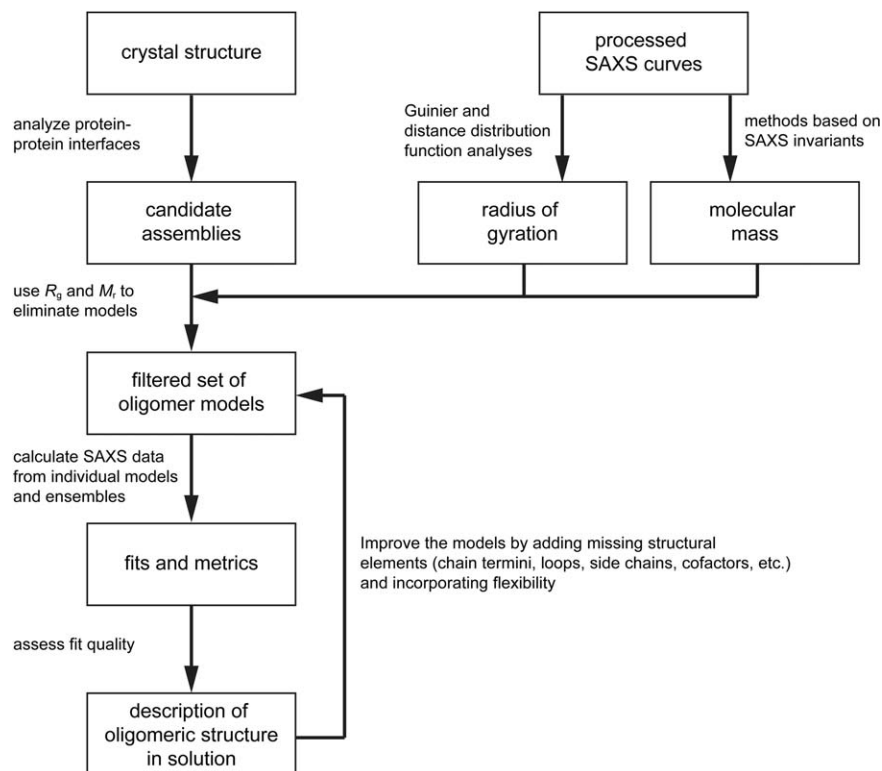 crystal structure
processed
SAXS curves
analyze protein-
protein interfaces
Guinier and
distance distribution
function analyses
methods based on
SAXS invariants
candidate
assemblies
radius of
gyration
molecular
mass
use Rg and Mr to
eliminate models
filtered set of
oligomer models
calculate SAXS data
from individual models
and ensembles
fits and metrics
Improve the models by adding missing structural
elements (chain termini, loops, side chains, cofactors, etc.)
and incorporating flexibility
assess fit quality
description of
oligomeric structure
in solution